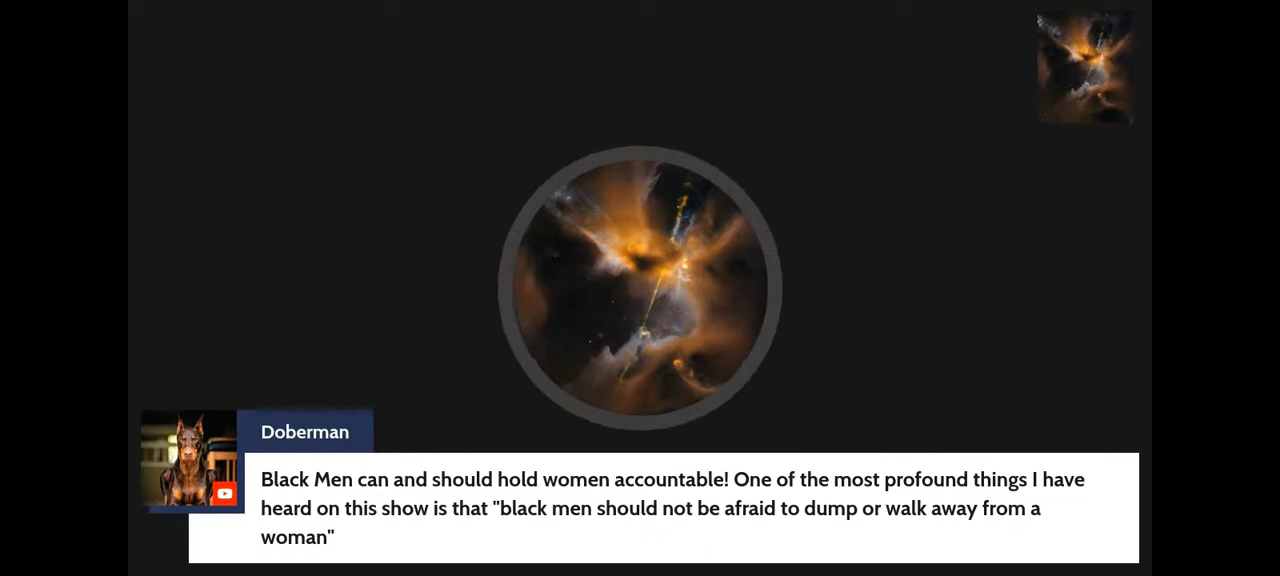 Doberman
Black Men can and should hold women accountable! One of the most profound things I have
heard on this show is that "black men should not be afraid to dump or walk away from a
woman"